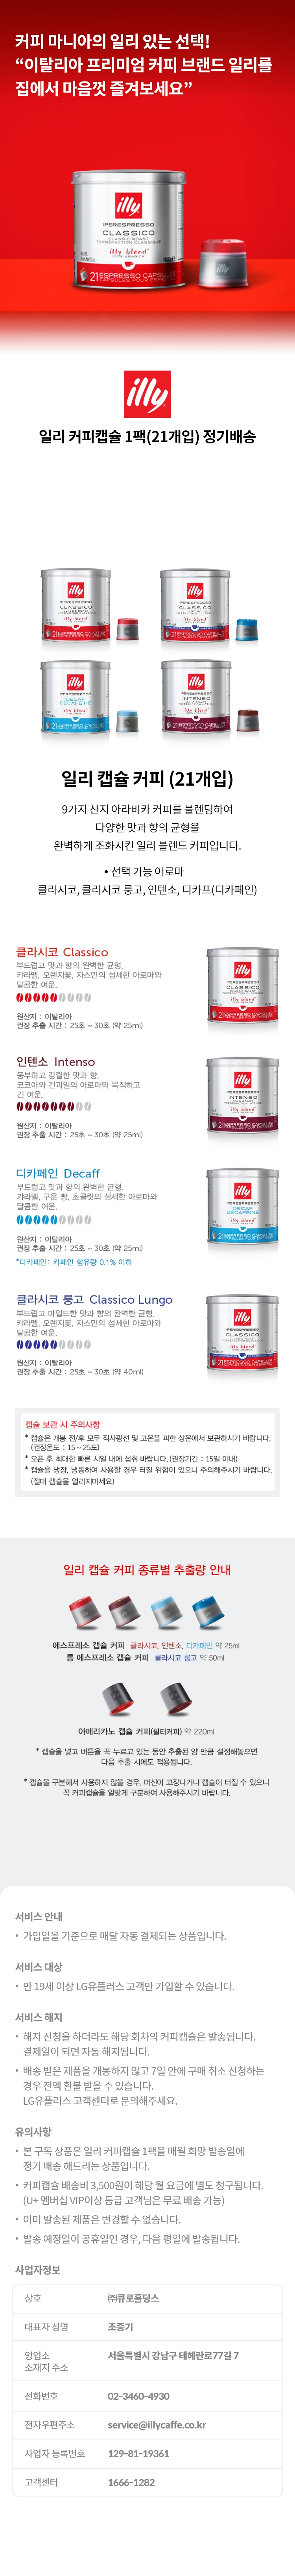 커피 마니아의 일리 있는 선택!
“이탈리아 프리미엄 커피 브랜드 일리를
집에서 마음껏 즐겨보세요”
illy
IPERESPRESSO
CLASSICO
CLASSIC ROAST
TORREFACTION CLASSIQUE
illy blend
100% ARABICA
21 ESPRESSO CAPS
illy
illy
일리 커피캡슐 1팩(21개입) 정기배송
illy
IPERESPRESSO
CLASSICO
illy blend
illy
IPERESPRESSO
CLASSICO
illy blend
illy
IPERESPRESSO
DECAF
DECAFEINE
illy blend
illy
IPERESPRESSO
INTENSO
illy blend
일리 캡슐 커피 (21개입)
9가지 산지 아라비카 커피를 블렌딩하여
다양한 맛과 향의 균형을
완벽하게 조화시킨 일리 블렌드 커피입니다.
• 선택 가능 아로마
클라시코, 클라시코 룽고, 인텐소, 디카프(디카페인)
클라시코 Classico
부드럽고 맛과 향의 완벽한 균형.
카라멜, 오렌지꽃, 자스민의 섬세한 아로마와
달콤한 여운.
원산지 : 이탈리아
권장 추출 시간 : 25초 ~ 30초 (약 25ml)
illy
IPERESPRESSO
CLASSICO
illy blend
인텐소 Intenso
풍부하고 강렬한 맛과 향.
코코아와 건과일의 아로마와 묵직하고
긴 여운.
원산지 : 이탈리아
권장 추출 시간 : 25초 ~ 30초 (약 25ml)
illy
IPERESPRESSO
INTENSO
illy blend
디카페인 Decaff
부드럽고 맛과 향의 완벽한 균형.
카라멜, 구운 빵, 초콜릿의 섬세한 아로마와
달콤한 여운.
원산지 : 이탈리아
권장 추출 시간 : 25초 ~ 30초 (약 25ml)
*디카페인: 카페인 함유량 0.1% 이하
illy
IPERESPRESSO
DECAF
DECAFEINE
illy blend
클라시코 룽고 Classico Lungo
부드럽고 마일드한 맛과 향의 완벽한 균형.
카라멜, 오렌지꽃, 자스민의 섬세한 아로마와
달콤한 여운.
원산지 : 이탈리아
권장 추출 시간 : 25초 ~ 30초 (약 40ml)
illy
IPERESPRESSO
CLASSICO
illy blend
캡슐 보관 시 주의사항
* 캡슐은 개봉 전/후 모두 직사광선 및 고온을 피한 상온에서 보관하시기 바랍니다.
(권장온도 : 15 ~ 25도)
* 오픈 후 최대한 빠른 시일 내에 섭취 바랍니다.(권장기간 : 15일 이내)
* 캡슐을 냉장, 냉동하여 사용할 경우 터질 위험이 있으니 주의해주시기 바랍니다.
(절대 캡슐을 얼리지마세요)
일리 캡슐 커피 종류별 추출량 안내
에스프레소 캡슐 커피 클라시코, 인텐소, 디카페인 약 25ml
롱 에스프레소 캡슐 커피 클라시코 룽고 약 50ml
아메리카노 캡슐 커피(필터커피) 약 220ml
* 캡슐을 넣고 버튼을 꾹 누르고 있는 동안 추출된 양 만큼 설정해놓으면
다음 추출 시에도 적용됩니다.
* 캡슐을 구분해서 사용하지 않을 경우, 머신이 고장나거나 캡슐이 터질 수 있으니
꼭 커피캡슐을 알맞게 구분하여 사용해주시기 바랍니다.
서비스 안내
• 가입일을 기준으로 매달 자동 결제되는 상품입니다.
서비스 대상
• 만 19세 이상 LG유플러스 고객만 가입할 수 있습니다.
서비스 해지
• 해지 신청을 하더라도 해당 회차의 커피캡슐은 발송됩니다.
결제일이 되면 자동 해지됩니다.
• 배송 받은 제품을 개봉하지 않고 7일 안에 구매 취소 신청하는
경우 전액 환불 받을 수 있습니다.
LG유플러스 고객센터로 문의해주세요.
유의사항
• 본 구독 상품은 일리 커피캡슐 1팩을 매월 희망 발송일에
정기 배송 해드리는 상품입니다.
• 커피캡슐 배송비 3,500원이 해당 월 요금에 별도 청구됩니다.
(U+ 멤버십 VIP이상 등급 고객님은 무료 배송 가능)
• 이미 발송된 제품은 변경할 수 없습니다.
• 발송 예정일이 공휴일인 경우, 다음 평일에 발송됩니다.
사업자정보
상호 ㈜큐로홀딩스
대표자 성명 조중기
영업소
소재지 주소 서울특별시 강남구 테헤란로77길 7
전화번호 02-3460-4930
전자우편주소 service@illycaffe.co.kr
사업자 등록번호 129-81-19361
고객센터 1666-1282